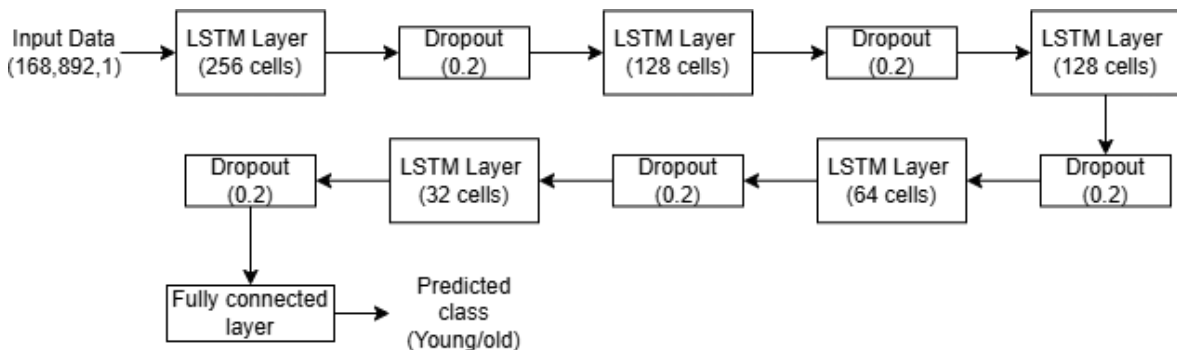 Input Data
(168,892,1)
LSTM Layer
(256 cells)
Dropout
(0.2)
LSTM Layer
(128 cells)
Dropout
(0.2)
LSTM Layer
(128 cells)
Dropout
(0.2)
LSTM Layer
(64 cells)
Dropout
(0.2)
LSTM Layer
(32 cells)
Dropout
(0.2)
Fully connected
layer
Predicted
class
(Young/old)